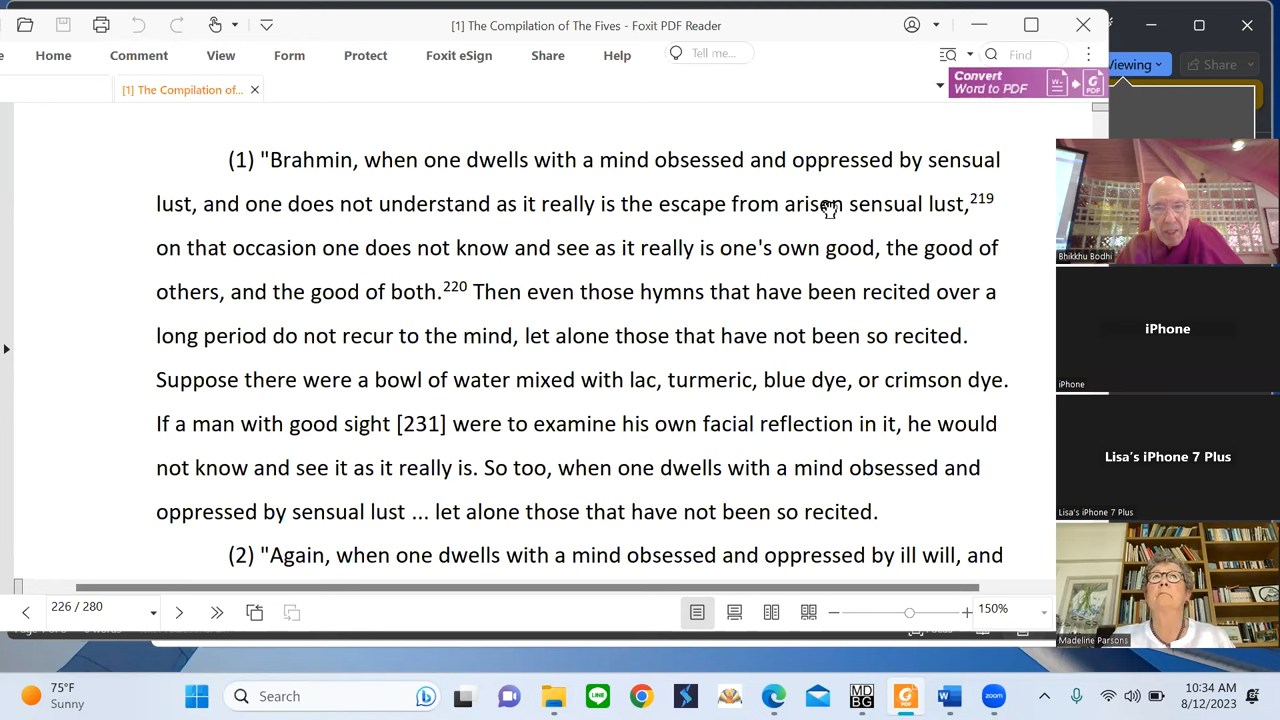 [1] The Compilation of The Fives - Foxit PDF Reader
Home Comment View Form Protect Foxit eSign Share Help Tell me... Find
Viewing Share
[1] The Compilation of...
Convert
Word to PDF
(1) "Brahmin, when one dwells with a mind obsessed and oppressed by sensual
lust, and one does not understand as it really is the escape from arisen sensual lust,219
on that occasion one does not know and see as it really is one's own good, the good of
others, and the good of both.220 Then even those hymns that have been recited over a
long period do not recur to the mind, let alone those that have not been so recited.
Suppose there were a bowl of water mixed with lac, turmeric, blue dye, or crimson dye.
If a man with good sight [231] were to examine his own facial reflection in it, he would
not know and see it as it really is. So too, when one dwells with a mind obsessed and
oppressed by sensual lust ... let alone those that have not been so recited.
(2) "Again, when one dwells with a mind obsessed and oppressed by ill will, and
Bhikkhu Bodhi
iPhone
iPhone
Lisa's iPhone 7 Plus
Lisa's iPhone 7 Plus
Madeline Parsons
226 / 280
150%
75°F
Sunny
Search
MD
BG
zoom
10:34 AM
8/12/2023